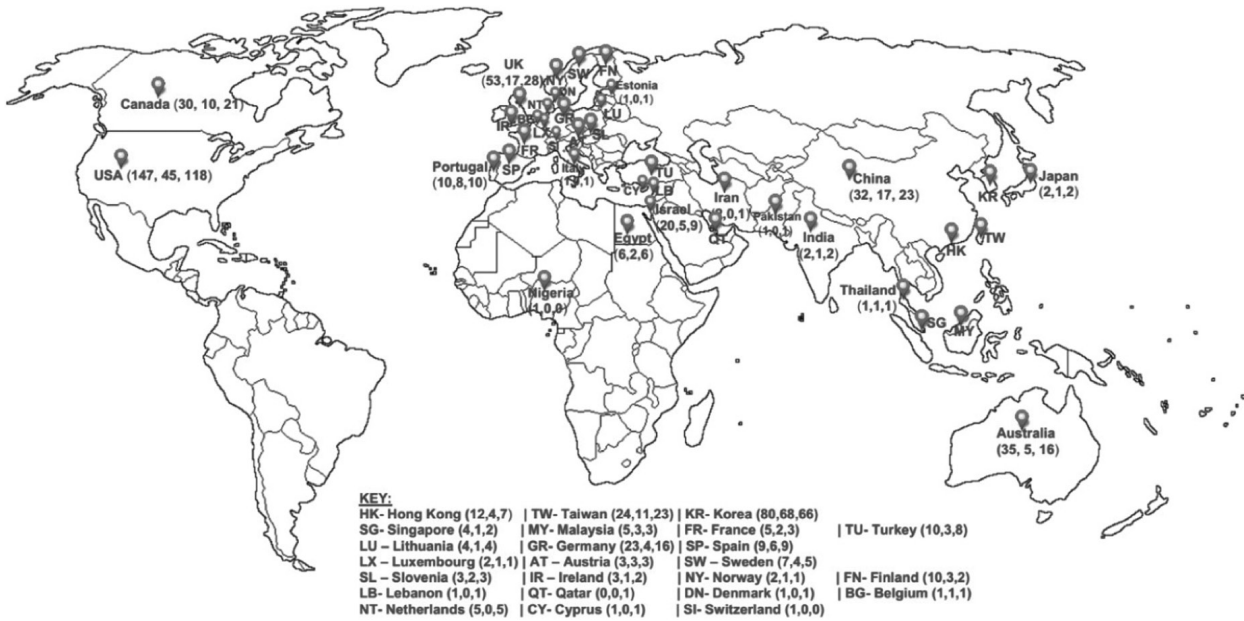 UK
(53,17,28)
NY
SW
FN
DN
Estonia
(1,0,1)
Canada (30, 10, 21)
NT
LU
IR
GR
LX
SL
FR
USA (147, 45, 118)
Portugal
(10,8,10)
SP
TU
CY
LB
Iran
China
(32, 17, 23)
KR
Japan
(2,1,2)
Israel
(20,5,9)
Pakistan
(1,0,1)
QT
India
(2,1,2)
Egypt
(6,2,6)
HK
TW
Nigeria
(1,0,0)
Thailand
(1,1,1)
SG
MY
Australia
(35, 5, 16)
KEY:
HK- Hong Kong (12,4,7) | TW- Taiwan (24,11,23) | KR- Korea (80,68,66)
SG- Singapore (4,1,2) | MY- Malaysia (5,3,3) | FR- France (5,2,3) | TU- Turkey (10,3,8)
LU – Lithuania (4,1,4) | GR- Germany (23,4,16) | SP- Spain (9,6,9)
LX – Luxembourg (2,1,1) | AT – Austria (3,3,3) | SW – Sweden (7,4,5)
SL – Slovenia (3,2,3) | IR – Ireland (3,1,2) | NY- Norway (2,1,1) | FN- Finland (10,3,2)
LB- Lebanon (1,0,1) | QT- Qatar (0,0,1) | DN- Denmark (1,0,1) | BG- Belgium (1,1,1)
NT- Netherlands (5,0,5) | CY- Cyprus (1,0,1) | SI- Switzerland (1,0,0)